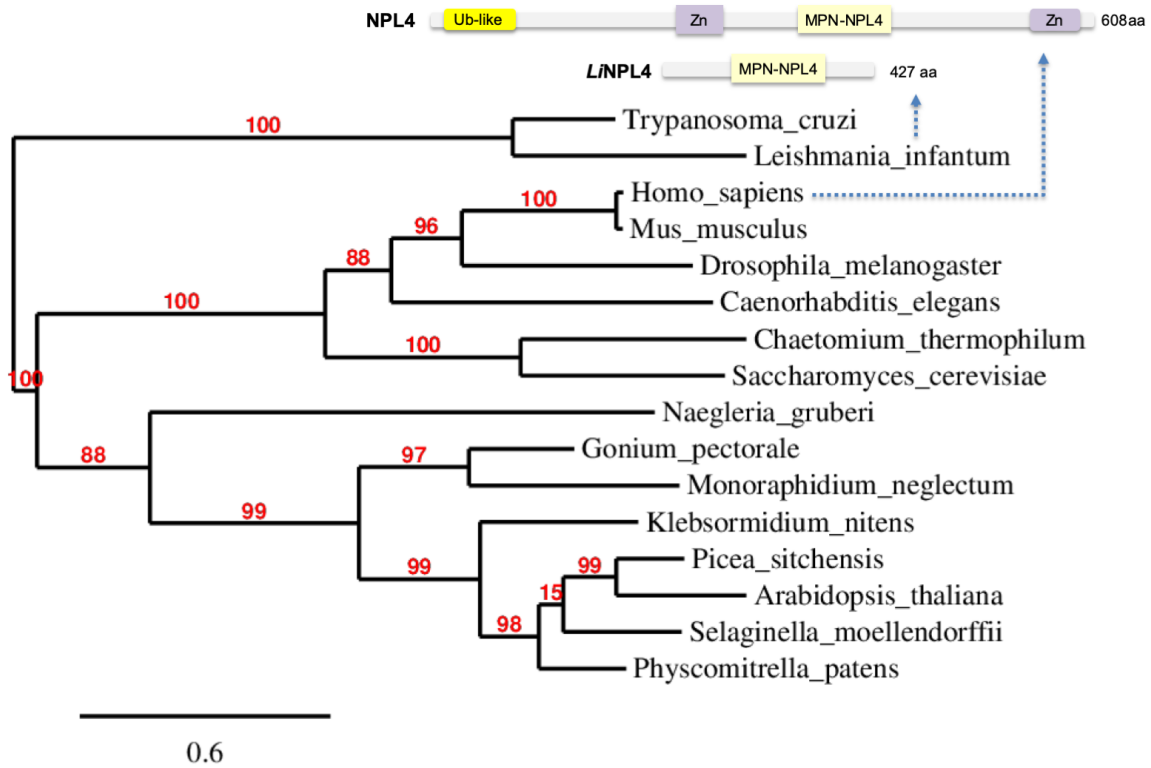 NPL4 Ub-like Zn MPN-NPL4 Zn 608aa
LiNPL4 MPN-NPL4 427 aa
100 Trypanosoma_cruzi
Leishmania_infantum
100 Homo_sapiens
96 Mus_musculus
88 Drosophila_melanogaster
100 Caenorhabditis_elegans
100 Chaetomium_thermophilum
100 Saccharomyces_cerevisiae
Naegleria_gruberi
88 97 Gonium_pectorale
Monoraphidium_neglectum
99 Klebsormidium_nitens
99 99 Picea_sitchensis
15 Arabidopsis_thaliana
98 Selaginella_moellendorffii
Physcomitrella_patens
0.6